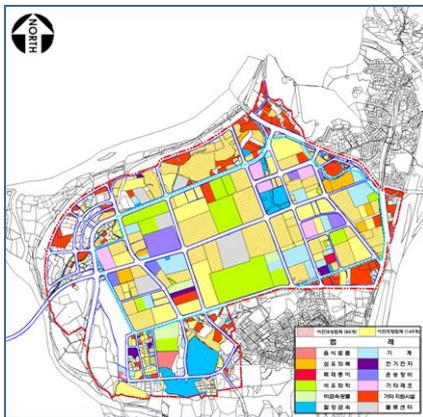 NORTH
범 례
음식료품
기 계
섬유의복
전기전자
목재종이
운송장비
석유화학
기타제조
비금속광물
기타지원시설
철강금속
물류센터